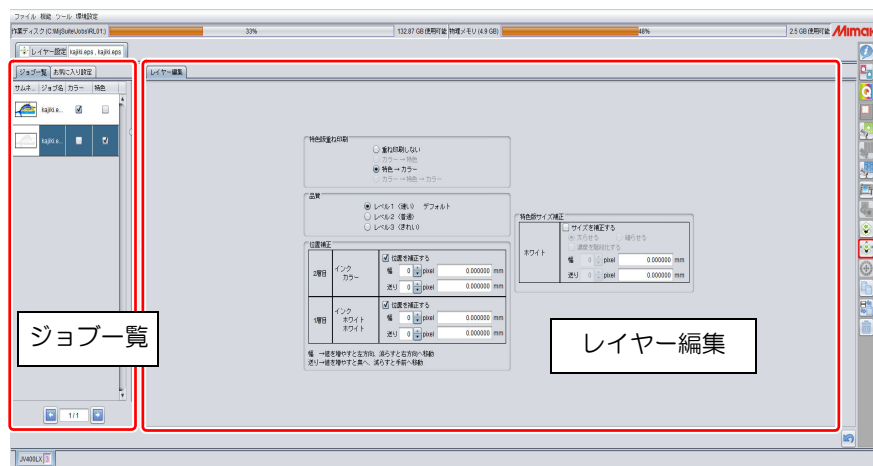 ファイル 機能 ツール 環境設定
作業ディスク(C:\MijSuite\Jobs\RL01:) 33% 132.87 GB 使用可能 物理メモリ(4.9 GB) 48% 2.5 GB 使用可能 Mimaki
レイヤー設定 kajiki.eps , kajiki.eps
ジョブ一覧 お気に入り設定 レイヤー編集
サムネ... ジョブ名 カラー 特色
kajiki.e...
kajiki.e...
特色版重ね印刷
重ね印刷しない
カラー→特色
特色→カラー
カラー→特色→カラー
品質
レベル1 (速い) デフォルト
レベル2 (普通)
レベル3 (きれい)
位置補正
2層目 インク カラー
位置を補正する
幅 0 pixel 0.000000 mm
送り 0 pixel 0.000000 mm
1層目 インク ホワイト ホワイト
位置を補正する
幅 0 pixel 0.000000 mm
送り 0 pixel 0.000000 mm
幅 →値を増やすと左方向、減らすと右方向へ移動
送り→値を増やすと奥へ、減らすと手前へ移動
特色版サイズ補正
ホワイト
サイズを補正する
太らせる 細らせる
濃度を階調化する
幅 0 pixel 0.000000 mm
送り 0 pixel 0.000000 mm
ジョブ一覧
レイヤー編集
1/1
JV400LX